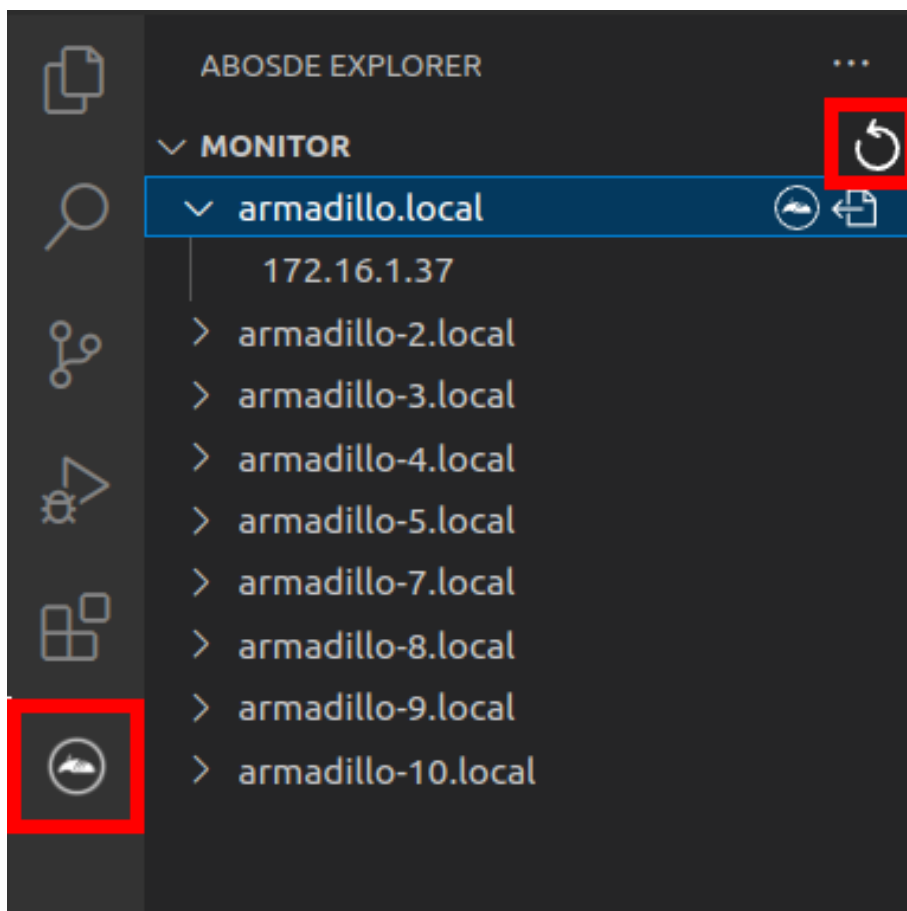 ABOSDE EXPLORER
MONITOR
armadillo.local
172.16.1.37
armadillo-2.local
armadillo-3.local
armadillo-4.local
armadillo-5.local
armadillo-7.local
armadillo-8.local
armadillo-9.local
armadillo-10.local